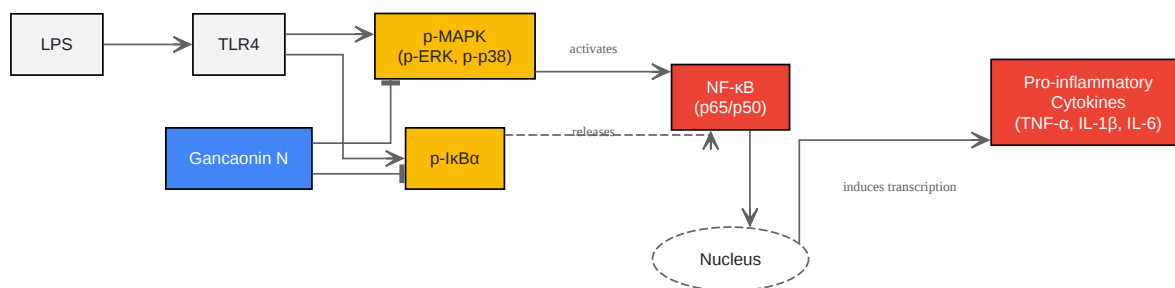 LPS
TLR4
p-MAPK
(p-ERK, p-p38)
activates
NF-κB
(p65/p50)
Pro-inflammatory
Cytokines
(TNF-α, IL-1β, IL-6)
Gancaonin N
p-IκBα
releases
induces transcription
Nucleus